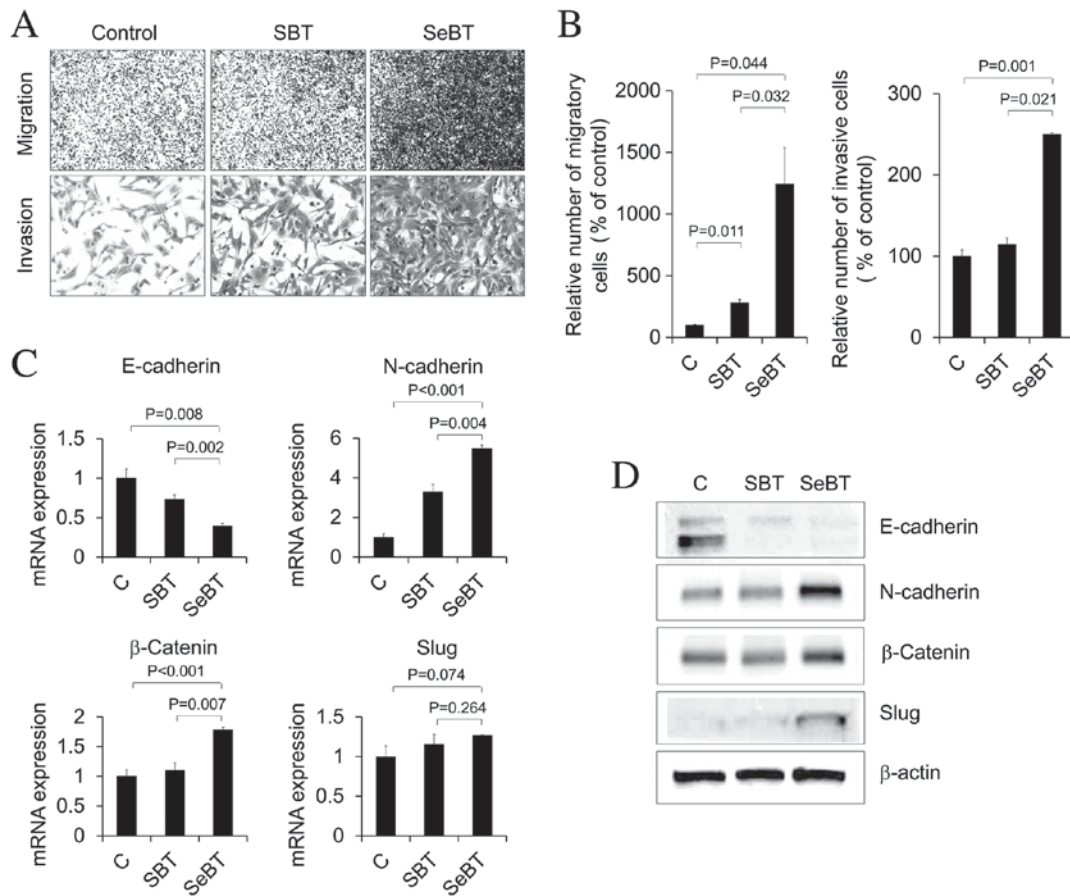 A
Control SBT SeBT
Migration
Invasion
B
Relative number of migratory
cells (% of control)
2000
1500
1000
500
0
P=0.044
P=0.032
P=0.011
C SBT SeBT
Relative number of invasive cells
(% of control)
300
200
100
0
P=0.001
P=0.021
C SBT SeBT
C
E-cadherin
mRNA expression
1.5
1
0.5
0
P=0.008
P=0.002
C SBT SeBT
N-cadherin
mRNA expression
6
4
2
0
P<0.001
P=0.004
C SBT SeBT
β-Catenin
mRNA expression
2
1.5
1
0.5
0
P<0.001
P=0.007
C SBT SeBT
Slug
mRNA expression
1.5
1
0.5
0
P=0.074
P=0.264
C SBT SeBT
D
C SBT SeBT
E-cadherin
N-cadherin
β-Catenin
Slug
β-actin